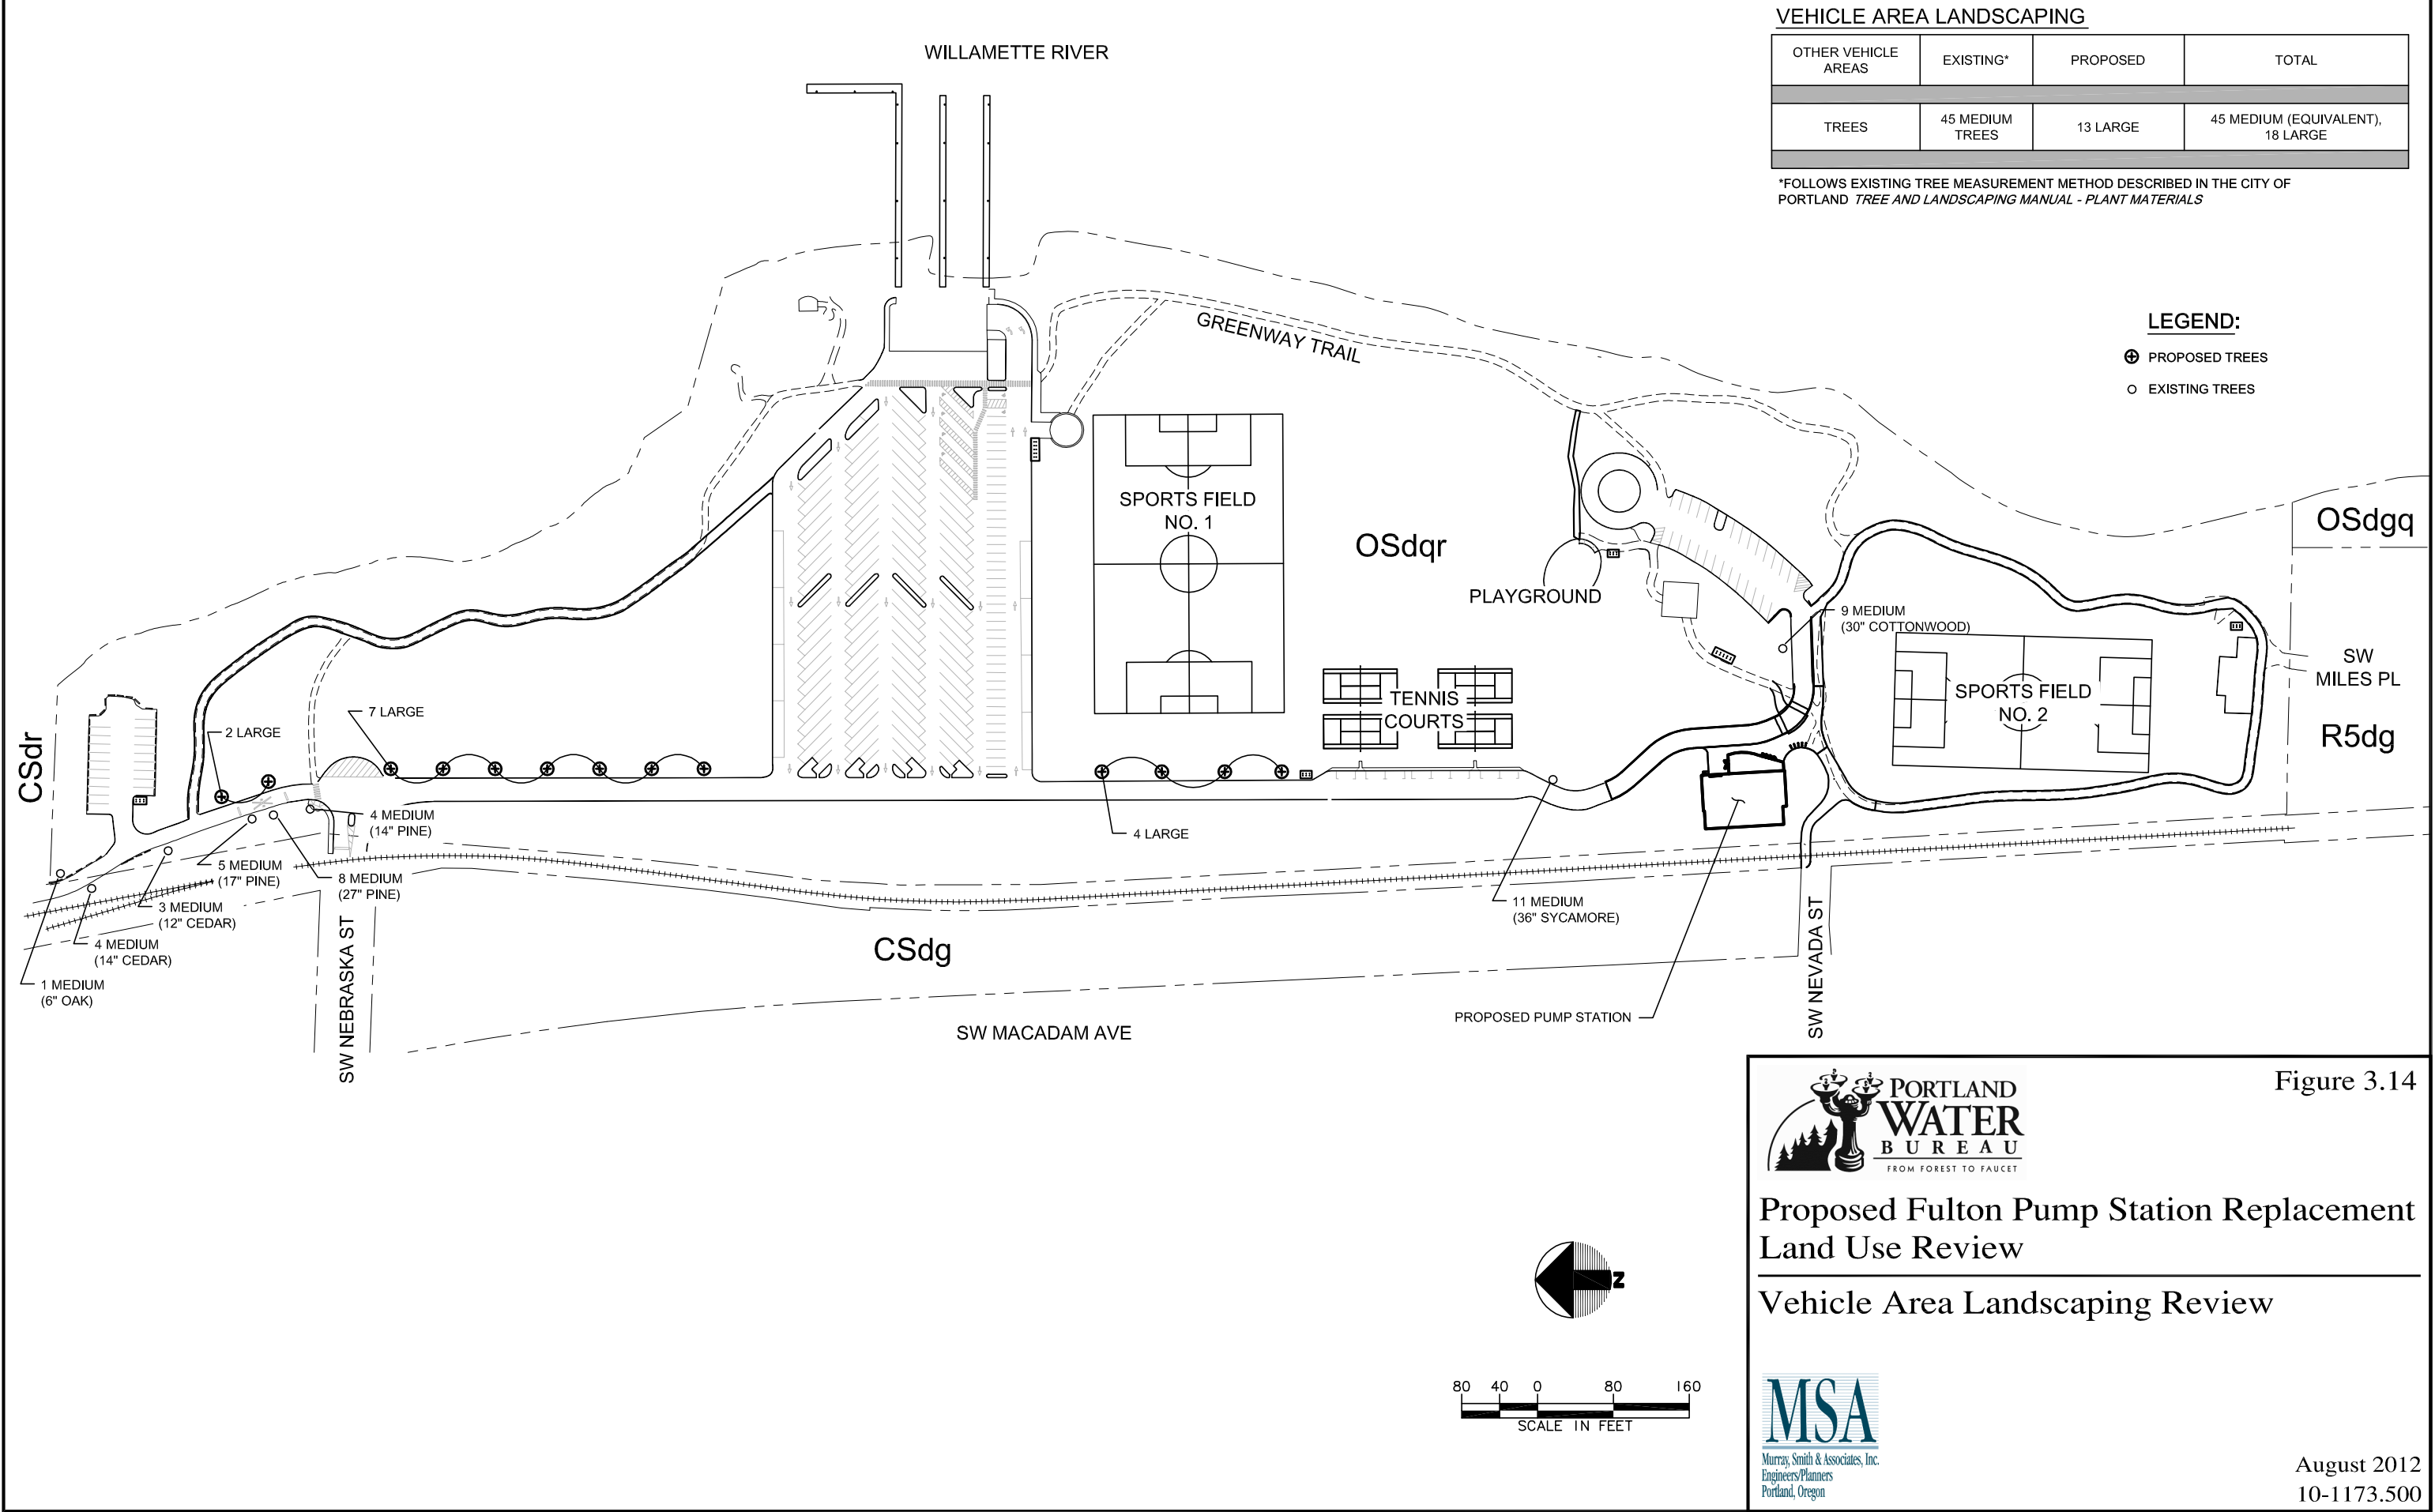 VEHICLE AREA LANDSCAPING
OTHER VEHICLE
AREAS
EXISTING*
PROPOSED
TOTAL
TREES
45 MEDIUM
TREES
13 LARGE
45 MEDIUM (EQUIVALENT),
18 LARGE
*FOLLOWS EXISTING TREE MEASUREMENT METHOD DESCRIBED IN THE CITY OF
PORTLAND TREE AND LANDSCAPING MANUAL - PLANT MATERIALS
WILLAMETTE RIVER
LEGEND:
PROPOSED TREES
EXISTING TREES
GREENWAY TRAIL
SPORTS FIELD
NO. 1
OSdqr
OSdgq
PLAYGROUND
9 MEDIUM
(30" COTTONWOOD)
SW
MILES PL
SPORTS FIELD
NO. 2
R5dg
TENNIS
COURTS
CSdr
2 LARGE
7 LARGE
4 LARGE
4 MEDIUM
(14" PINE)
5 MEDIUM
(17" PINE)
8 MEDIUM
(27" PINE)
3 MEDIUM
(12" CEDAR)
4 MEDIUM
(14" CEDAR)
1 MEDIUM
(6" OAK)
11 MEDIUM
(36" SYCAMORE)
CSdg
SW NEBRASKA ST
SW NEVADA ST
PROPOSED PUMP STATION
SW MACADAM AVE
Figure 3.14
PORTLAND
WATER
BUREAU
FROM FOREST TO FAUCET
Proposed Fulton Pump Station Replacement
Land Use Review
Vehicle Area Landscaping Review
Z
80 40 0 80 160
SCALE IN FEET
MSA
Murray, Smith & Associates, Inc.
Engineers/Planners
Portland, Oregon
August 2012
10-1173.500